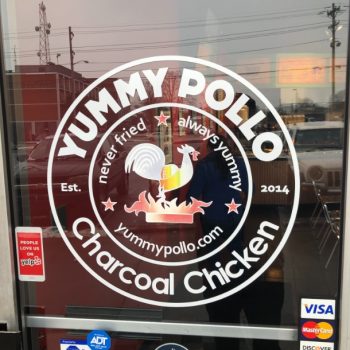 YUMMY POLLO
never fried always yummy
Est. 2014
yummypollo.com
Charcoal Chicken
PEOPLE
LOVE US
ON
yelp
VISA
MasterCard
DISCOVER
ADT